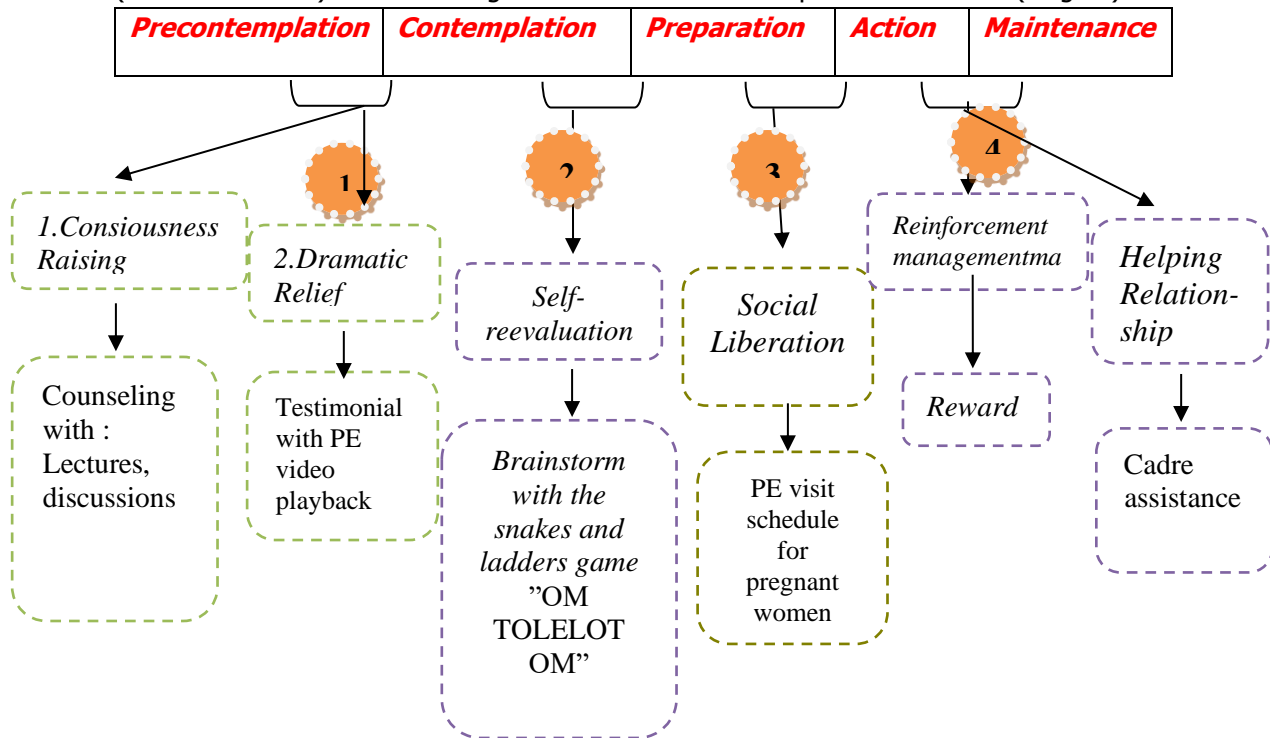 Precontemplation Contemplation Preparation Action Maintenance
1
2
3
4
1.Consiousness
Raising
2.Dramatic
Relief
Self-
reevaluation
Social
Liberation
Reinforcement
managementma
Helping
Relation-
ship
Counseling
with :
Lectures,
discussions
Testimonial
with PE
video
playback
Brainstorm
with the
snakes and
ladders game
”OM
TOLELOT
OM”
PE visit
schedule
for
pregnant
women
Reward
Cadre
assistance